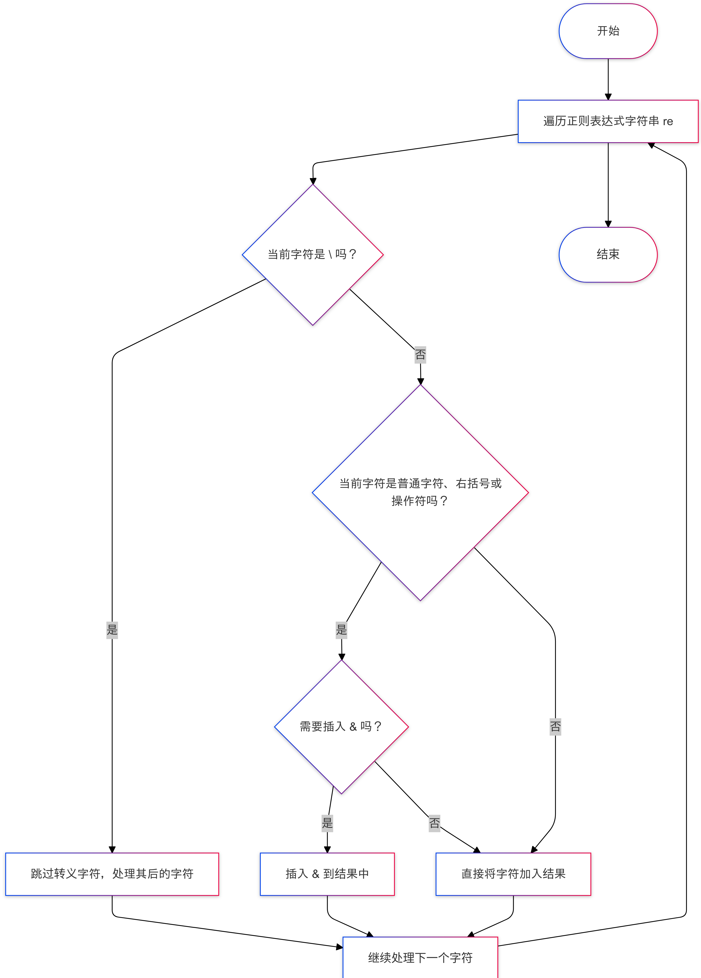 开始
遍历正则表达式字符串 re
当前字符是 \ 吗？
结束
否
当前字符是普通字符、右括号或
操作符吗？
是
是
需要插入 & 吗？
否
是
否
跳过转义字符，处理其后的字符
插入 & 到结果中
直接将字符加入结果
继续处理下一个字符